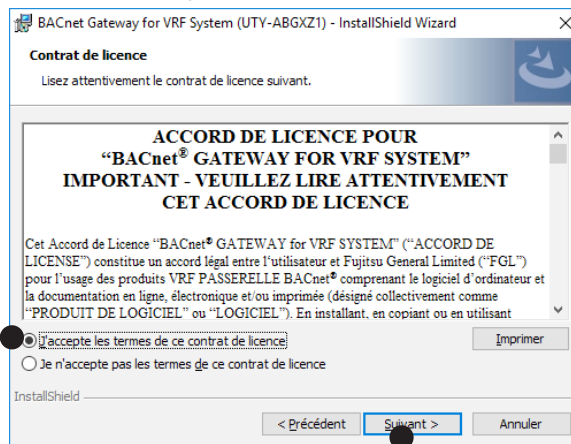 BACnet Gateway for VRF System (UTY-ABGXZ1) - InstallShield Wizard
Contrat de licence
Lisez attentivement le contrat de licence suivant.
ACCORD DE LICENCE POUR
“BACnet® GATEWAY FOR VRF SYSTEM”
IMPORTANT - VEUILLEZ LIRE ATTENTIVEMENT
CET ACCORD DE LICENCE
Cet Accord de Licence “BACnet® GATEWAY for VRF SYSTEM” (“ACCORD DE
LICENSE”) constitue un accord légal entre l‘utilisateur et Fujitsu General Limited (“FGL”)
pour l’usage des produits VRF PASSERELLE BACnet® comprenant le logiciel d’ordinateur et
la documentation en ligne, électronique et/ou imprimée (désigné collectivement comme
“PRODUIT DE LOGICIEL” ou “LOGICIEL”). En installant, en copiant ou en utilisant
J'accepte les termes de ce contrat de licence
Imprimer
Je n'accepte pas les termes de ce contrat de licence
InstallShield
< Précédent
Suivant >
Annuler